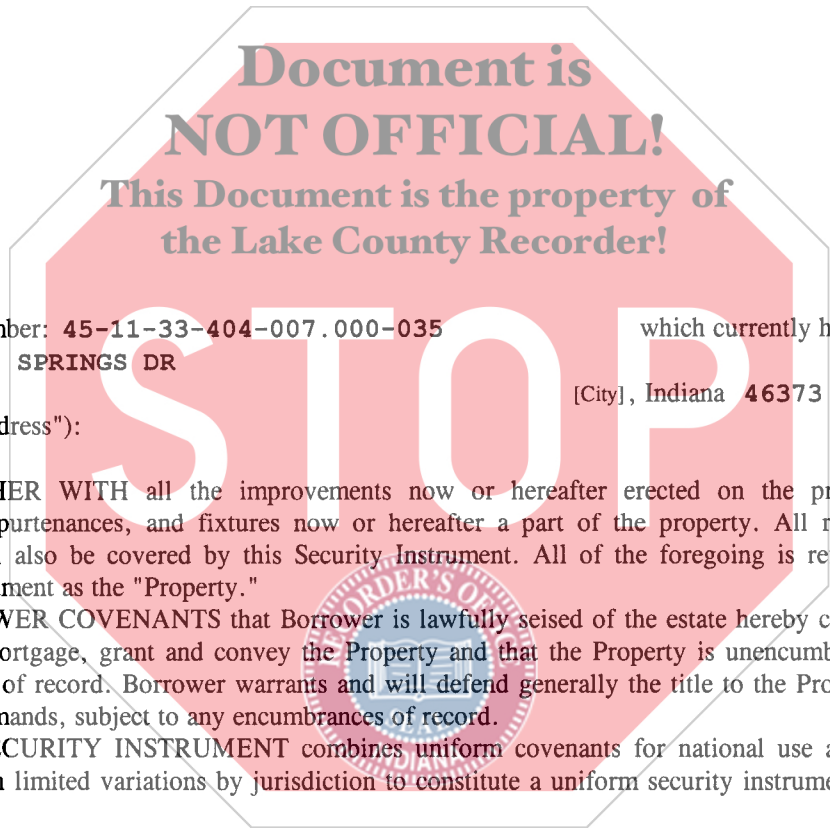 Document is
NOT OFFICIAL!
This Document is the property of
the Lake County Recorder!
STOP
nber: 45-11-33-404-007.000-035 which currently h
SPRINGS DR
[City], Indiana 46373
dress"):
HER WITH all the improvements now or hereafter erected on the pr
purtenances, and fixtures now or hereafter a part of the property. All r
also be covered by this Security Instrument. All of the foregoing is re
ment as the "Property."
WER COVENANTS that Borrower is lawfully seised of the estate hereby c
ortgage, grant and convey the Property and that the Property is unencumb
of record. Borrower warrants and will defend generally the title to the Pro
nands, subject to any encumbrances of record.
ECURITY INSTRUMENT combines uniform covenants for national use a
limited variations by jurisdiction to constitute a uniform security instrume
RECORDER'S OFFICE
INDIANA